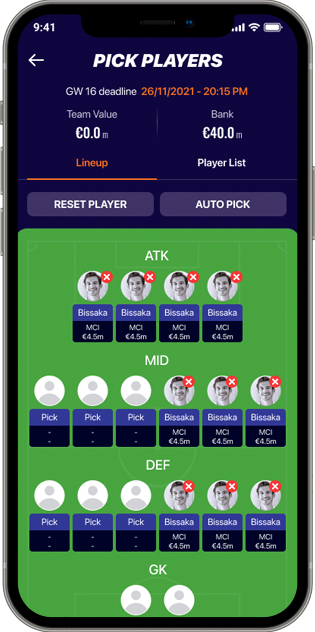 9:41
PICK PLAYERS
GW 16 deadline 26/11/2021 - 20:15 PM
Team Value Bank
€0.0 m €40.0 m
Lineup Player List
RESET PLAYER AUTO PICK
ATK
Bissaka Bissaka Bissaka Bissaka
MCI MCI MCI MCI
€4.5m €4.5m €4.5m €4.5m
MID
Pick Pick Pick Bissaka Bissaka Bissaka
- - - MCI MCI MCI
- - - €4.5m €4.5m €4.5m
DEF
Pick Pick Pick Bissaka Bissaka Bissaka
- - - MCI MCI MCI
- - - €4.5m €4.5m €4.5m
GK